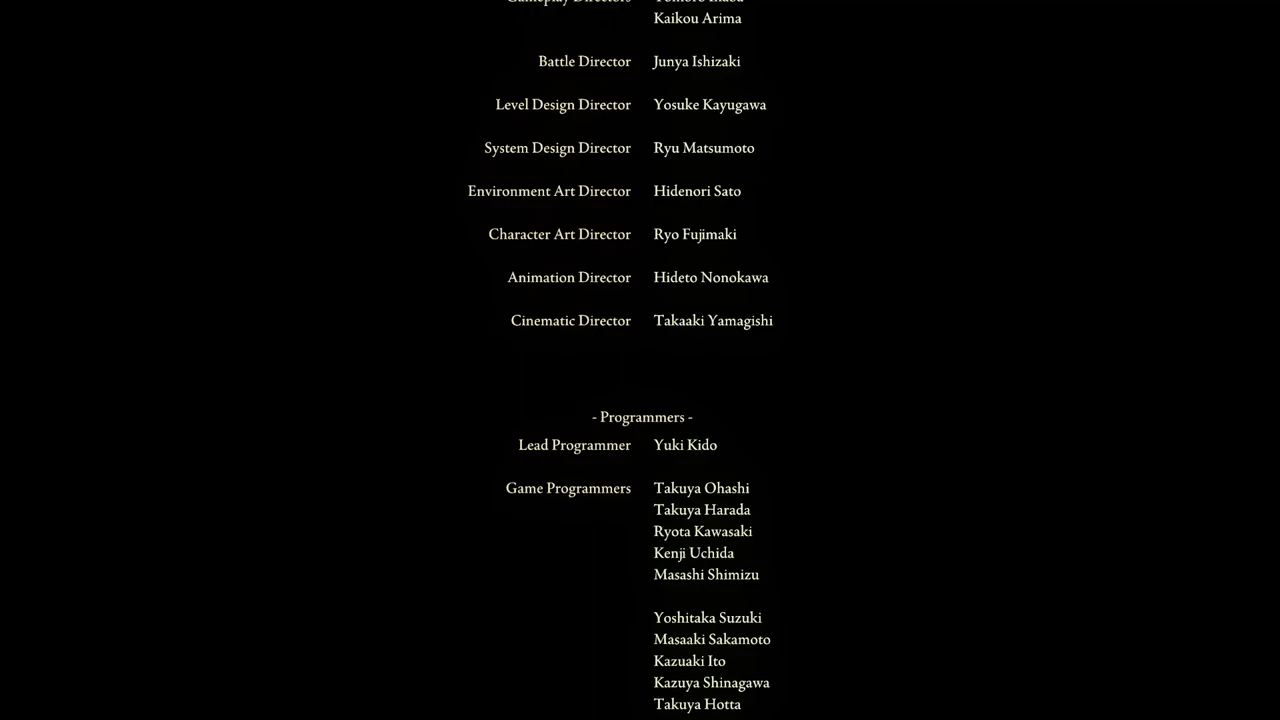 Gameplay Directors
Kaikou Arima
Battle Director Junya Ishizaki
Level Design Director Yosuke Kayugawa
System Design Director Ryu Matsumoto
Environment Art Director Hidenori Sato
Character Art Director Ryo Fujimaki
Animation Director Hideto Nonokawa
Cinematic Director Takaaki Yamagishi
- Programmers -
Lead Programmer Yuki Kido
Game Programmers Takuya Ohashi
Takuya Harada
Ryota Kawasaki
Kenji Uchida
Masashi Shimizu
Yoshitaka Suzuki
Masaaki Sakamoto
Kazuaki Ito
Kazuya Shinagawa
Takuya Hotta